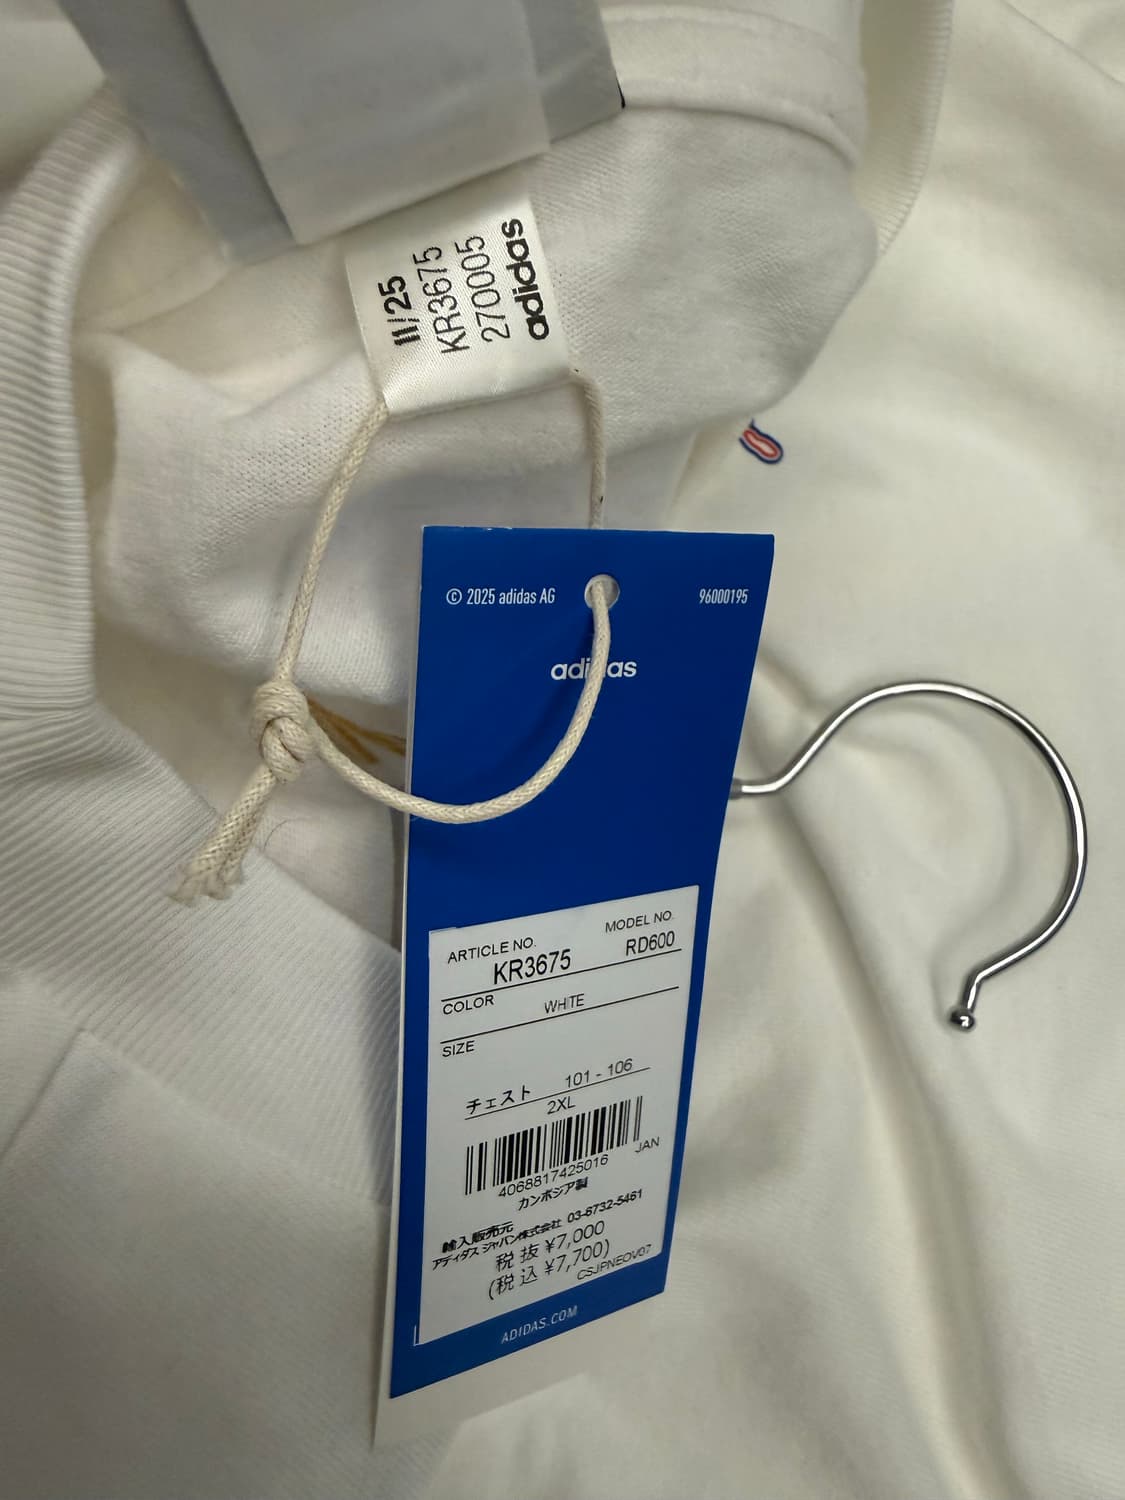 11/25
KR3675
270005
adidas
© 2025 adidas AG
96000195
adidas
ARTICLE NO.
KR3675
MODEL NO.
RD600
COLOR
WHITE
SIZE
チェスト 101 - 106
2XL
JAN
4068817425016
カンボジア製
輸入販売元
アディダス ジャパン株式会社 03-6732-5461
税 抜 ¥7,000
(税 込 ¥7,700)
CSJPNEOV07
ADIDAS.COM